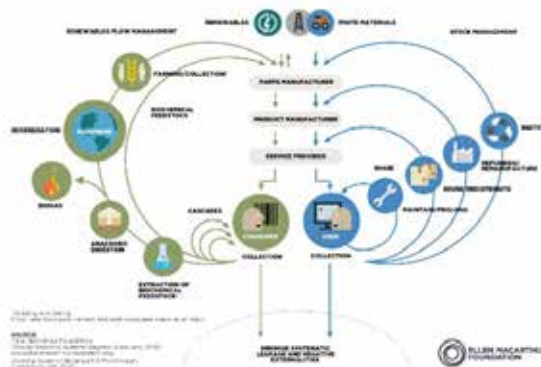 RENEWABLES
FINITE MATERIALS
RENEWABLES FLOW MANAGEMENT
STOCK MANAGEMENT
FARMING/COLLECTION
PARTS MANUFACTURER
BIOCHEMICAL
FEEDSTOCK
PRODUCT MANUFACTURER
REGENERATION
BIOSPHERE
RECYCLE
SERVICE PROVIDER
REFURBISH/
REMANUFACTURE
SHARE
REUSE/REDISTRIBUTE
BIOGAS
MAINTAIN/PROLONG
CASCADES
CONSUMER
USER
ANAEROBIC
DIGESTION
COLLECTION
COLLECTION
EXTRACTION OF
BIOCHEMICAL
FEEDSTOCK
MINIMISE SYSTEMATIC
LEAKAGE AND NEGATIVE
EXTERNALITIES
SOURCE
ELLEN MACARTHUR
FOUNDATION